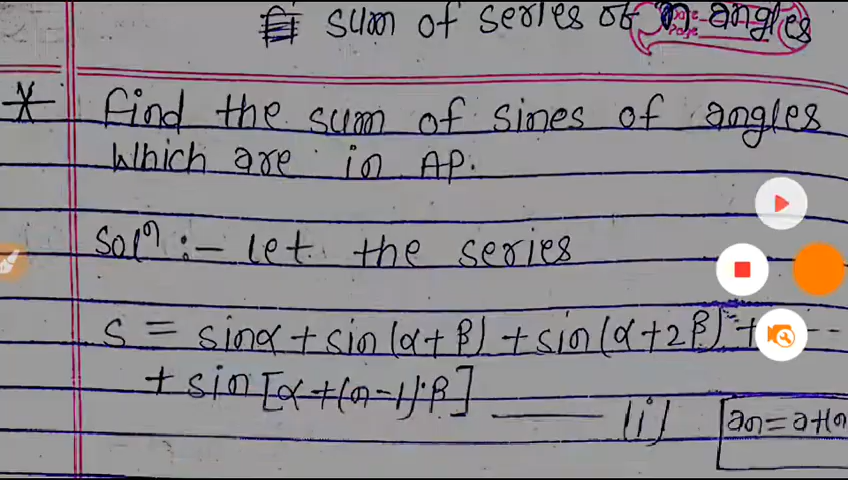 sum of series of n angles
* find the sum of sines of angles
which are in AP.
Solⁿ :- let the series
S = sinα + sin(α+β) + sin(α+2β) + ---
+ sin[α+(n-1)·β] ——— (i)
an = a+(n